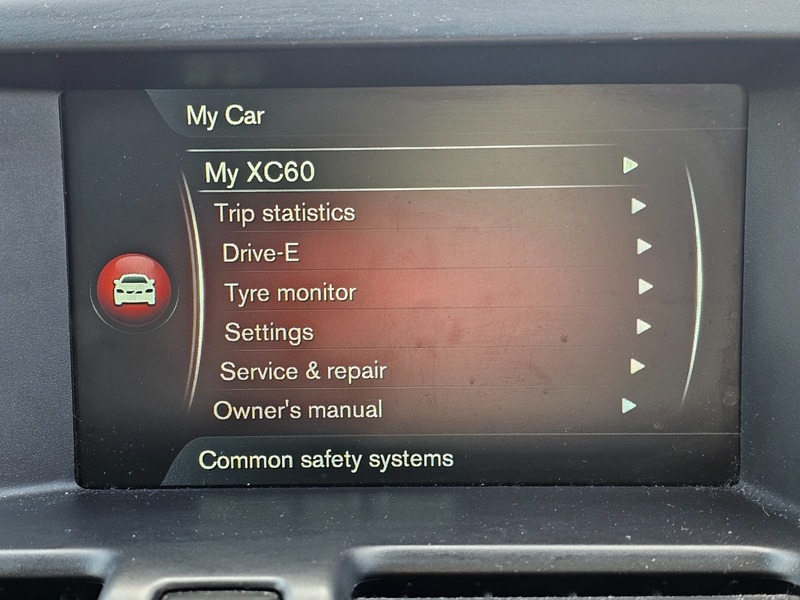 My Car
My XC60
Trip statistics
Drive-E
Tyre monitor
Settings
Service & repair
Owner's manual
Common safety systems